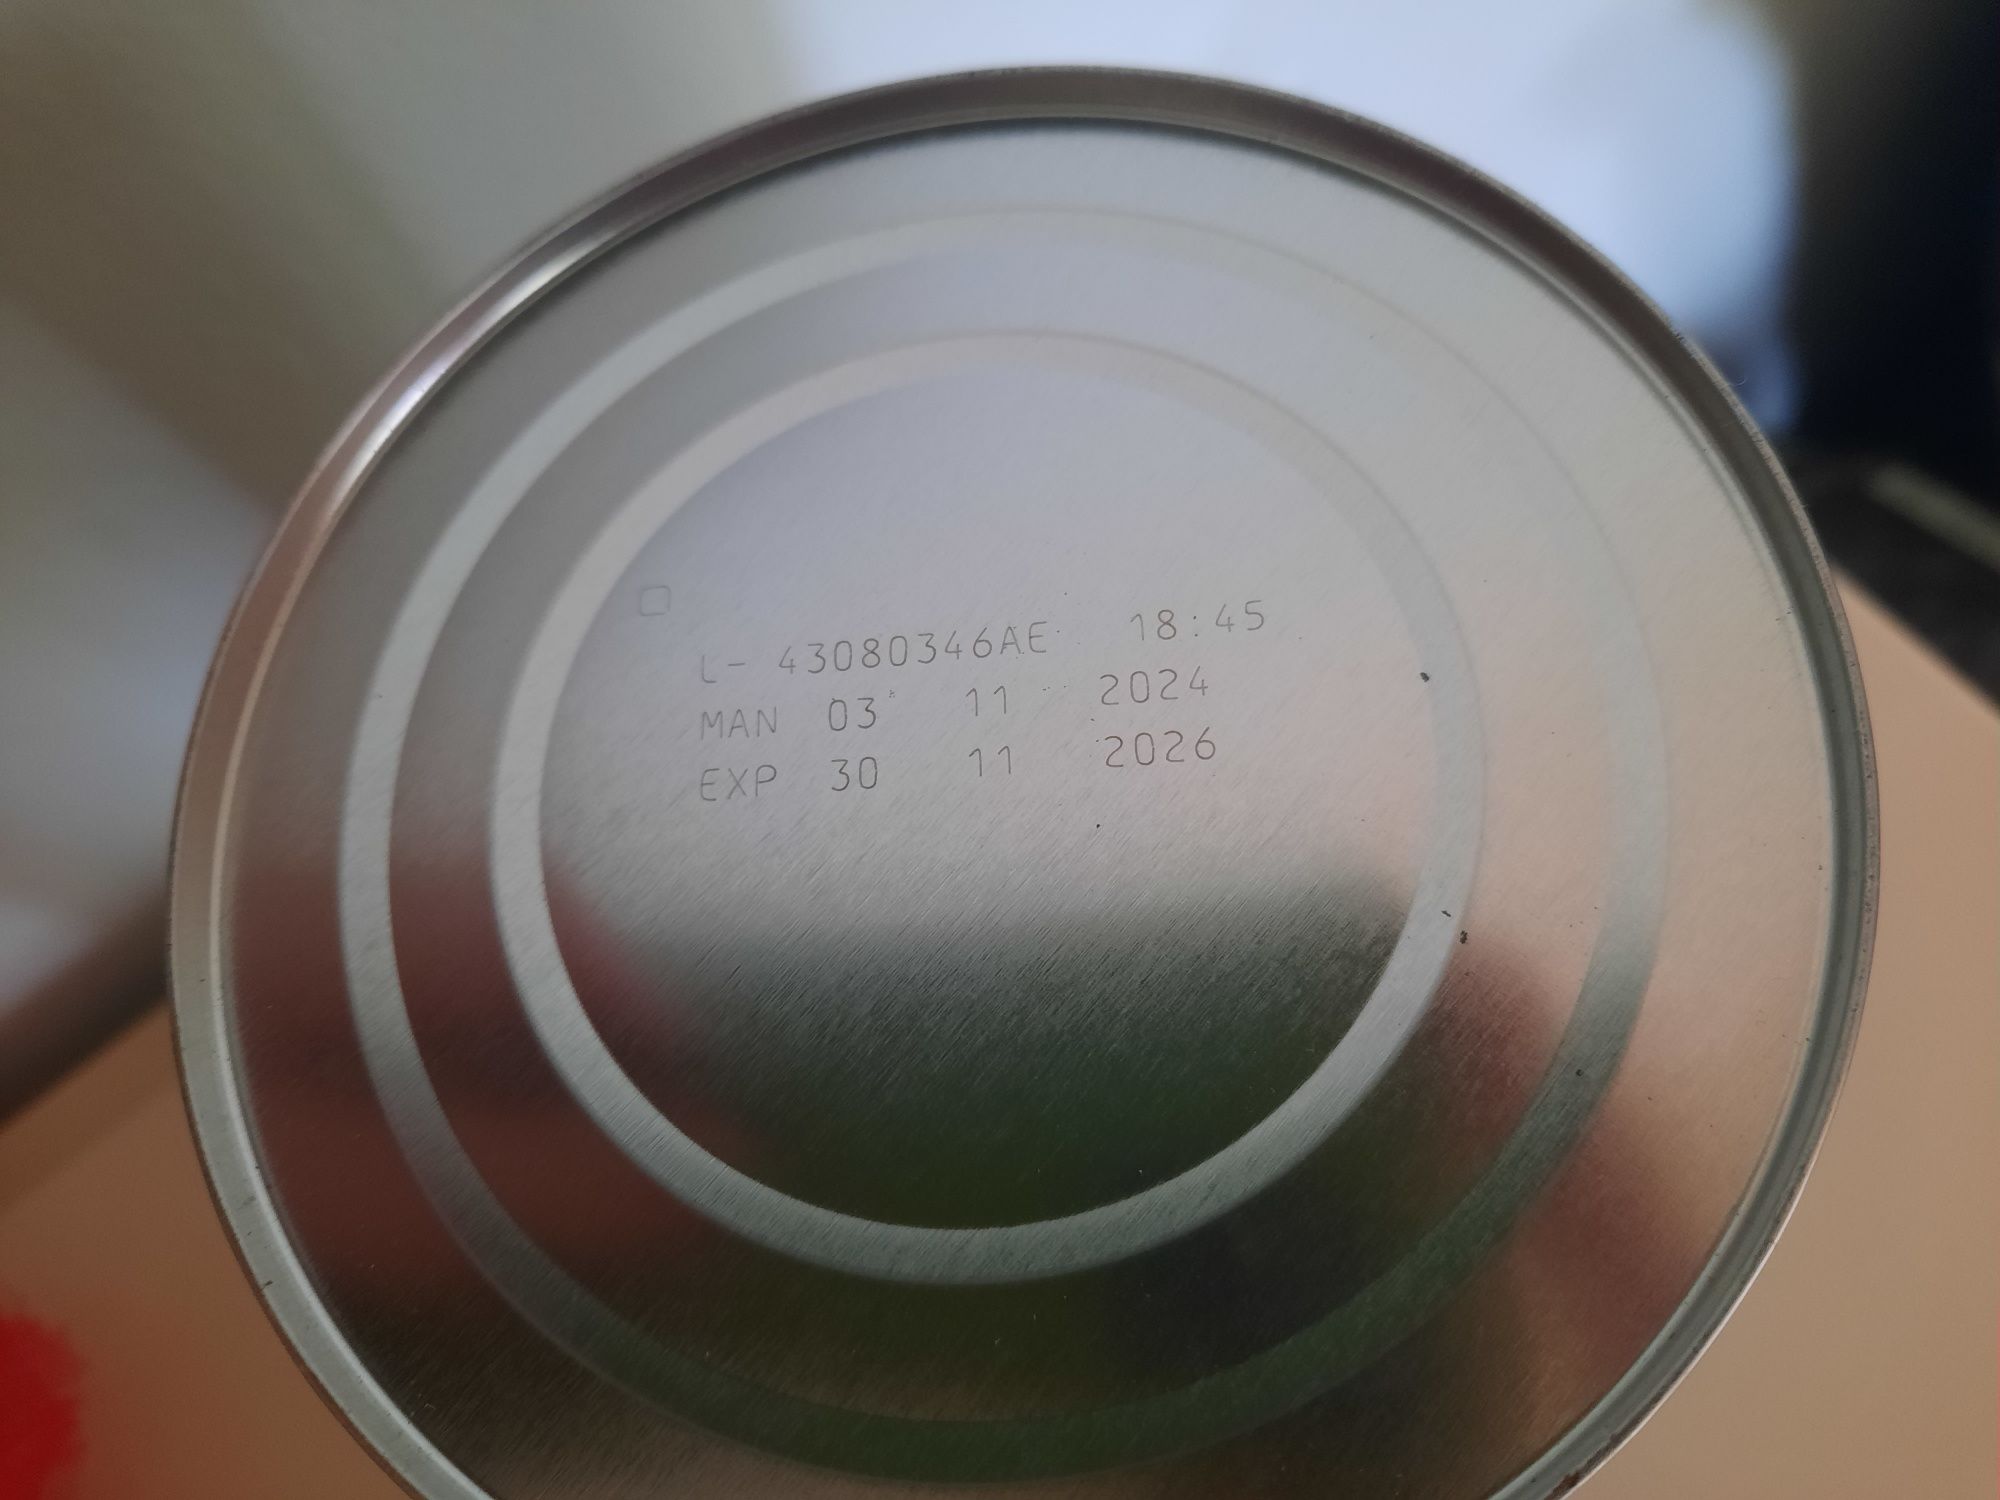 L- 43080346AE 18:45
MAN 03 11 2024
EXP 30 11 2026